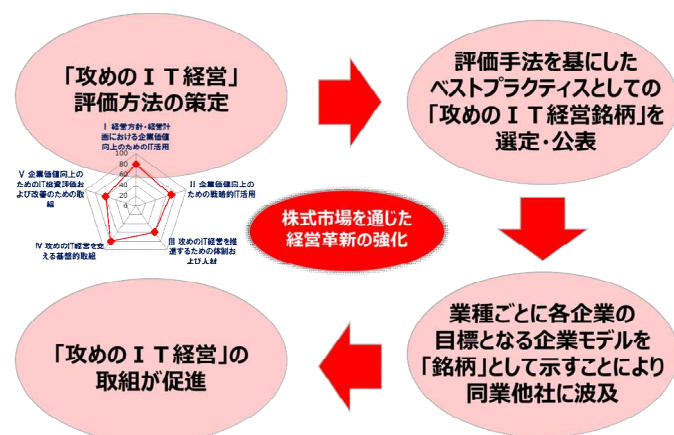 「攻めのＩＴ経営」
評価方法の策定
Ⅰ 経営方針・経営計
画における企業価値
向上のためのIT活用
100
80
60
40
20
0
Ⅴ 企業価値向上の
ためのIT投資評価お
よび改善のための取
組
Ⅱ 企業価値向上の
ための戦略的IT活用
Ⅳ 攻めのIT経営を支
える基盤的取組
Ⅲ 攻めのIT経営を推
進するための体制お
よび人材
評価手法を基にした
ベストプラクティスとしての
「攻めのＩＴ経営銘柄」を
選定・公表
株式市場を通じた
経営革新の強化
業種ごとに各企業の
目標となる企業モデルを
「銘柄」として示すことにより
同業他社に波及
「攻めのＩＴ経営」の
取組が促進